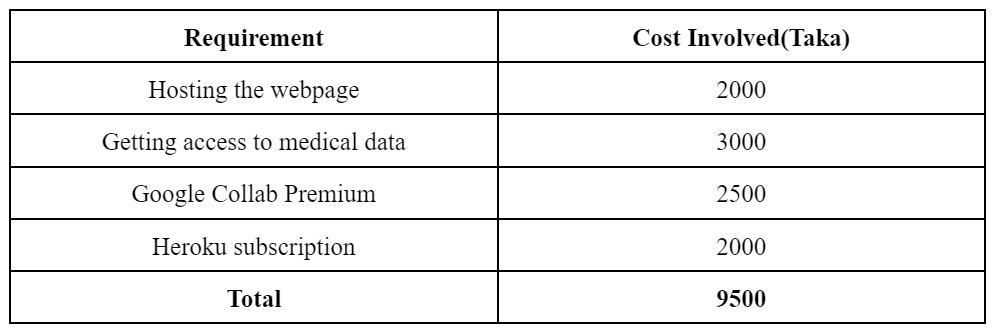 Requirement Cost Involved(Taka)
Hosting the webpage 2000
Getting access to medical data 3000
Google Collab Premium 2500
Heroku subscription 2000
Total 9500